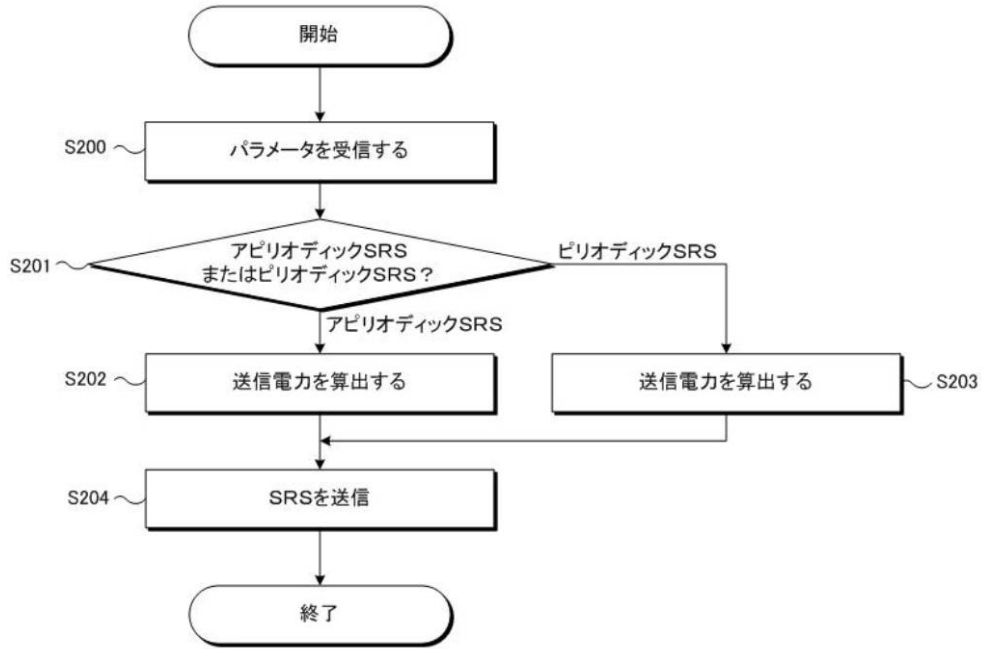 開始
S200
パラメータを受信する
S201
アピリオディックSRS
またはピリオディックSRS？
ピリオディックSRS
アピリオディックSRS
S202
送信電力を算出する
送信電力を算出する
S203
S204
SRSを送信
終了